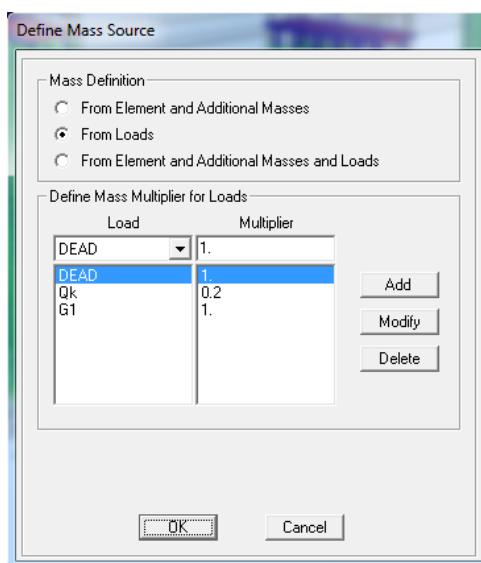 Define Mass Source
Mass Definition
From Element and Additional Masses
From Loads
From Element and Additional Masses and Loads
Define Mass Multiplier for Loads
Load Multiplier
DEAD 1.
DEAD 1.
Qk 0.2
G1 1.
Add
Modify
Delete
OK Cancel